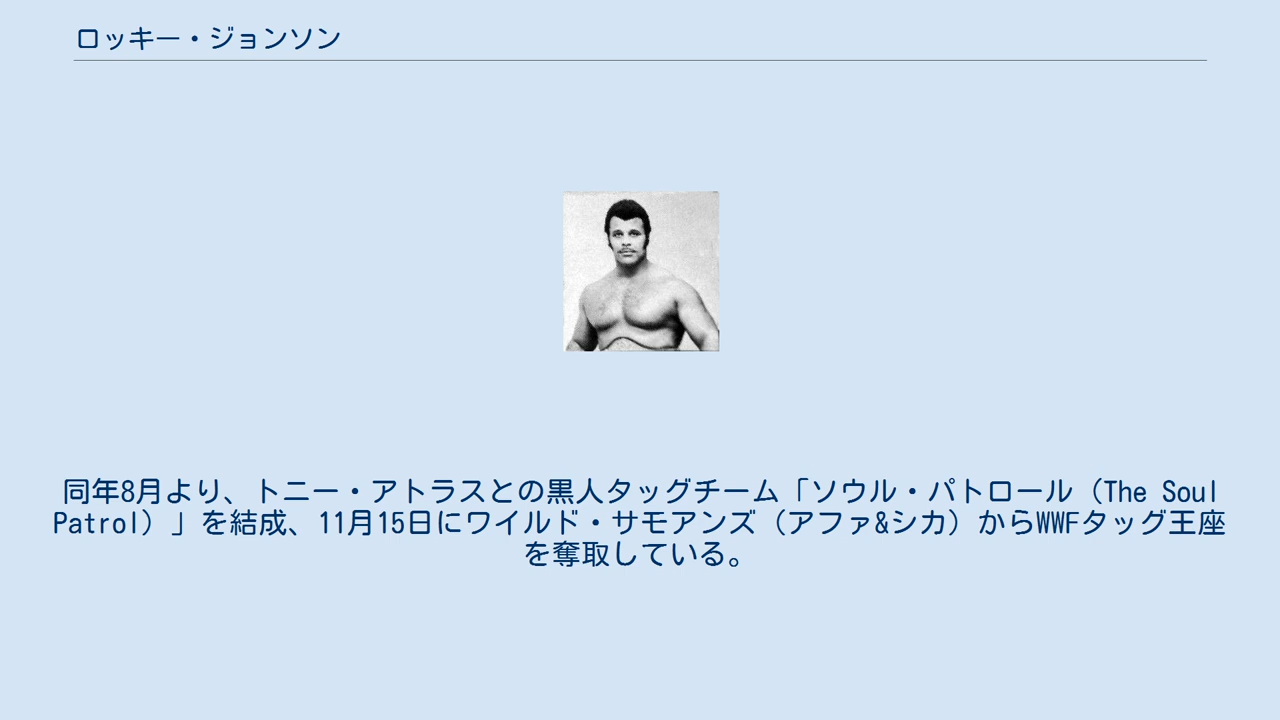 ロッキー・ジョンソン
同年8月より、トニー・アトラスとの黒人タッグチーム「ソウル・パトロール（The Soul
Patrol）」を結成、11月15日にワイルド・サモアンズ（アファ&シカ）からWWFタッグ王座
を奪取している。